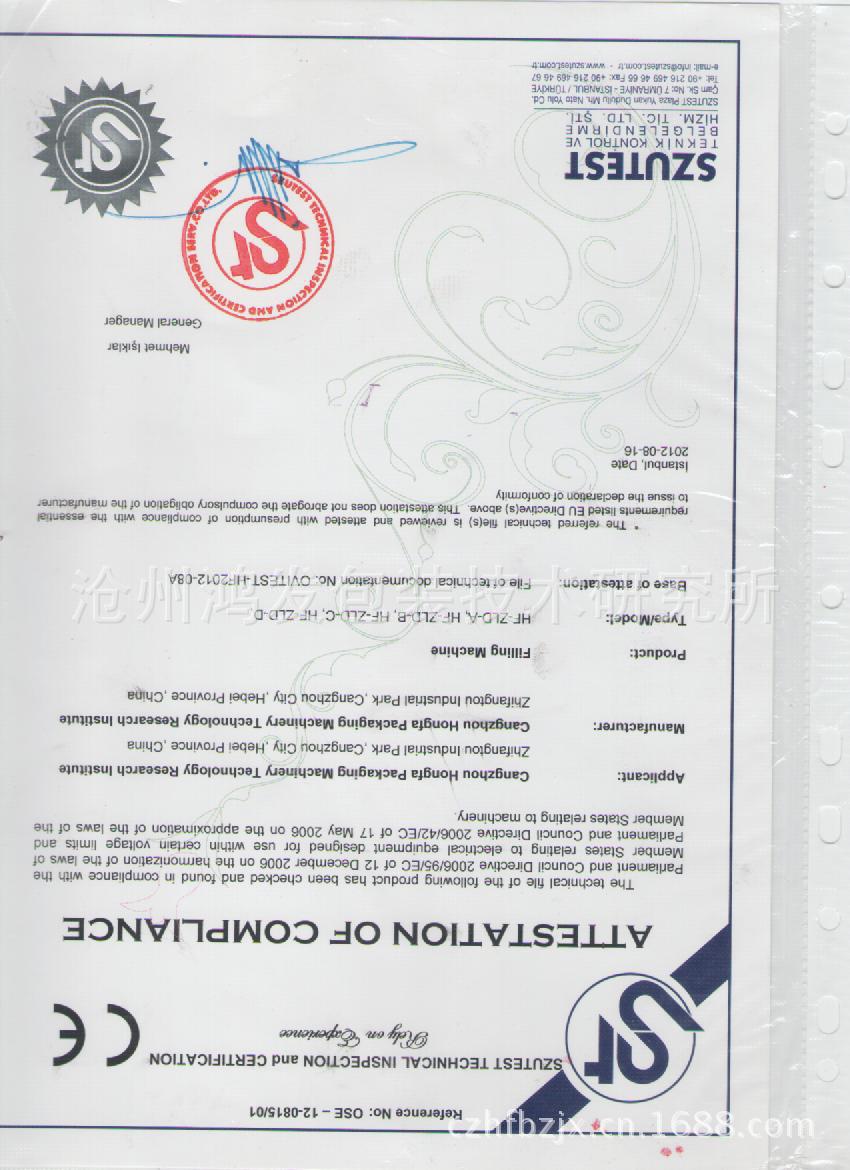 Reference No: OSE – 12-0815/01
SZUTEST TECHNICAL INSPECTION and CERTIFICATION
Rely on Experience
CE
ATTESTATION OF COMPLIANCE
The technical file of the following product has been checked and found in compliance with the
Parliament and Council Directive 2006/95/EC of 12 December 2006 on the harmonization of the laws of
Member States relating to electrical equipment designed for use within certain voltage limits and
Parliament and Council Directive 2006/42/EC of 17 May 2006 on the approximation of the laws of the
Member States relating to machinery.
Applicant: Cangzhou Hongfa Packaging Machinery Technology Research Institute
Zhifangtou Industrial Park ,Cangzhou City ,Hebei Province ,China
Manufacturer: Cangzhou Hongfa Packaging Machinery Technology Research Institute
Zhifangtou Industrial Park ,Cangzhou City ,Hebei Province ,China
Product: Filling Machine
Type/Model: HF-ZLD-A, HF-ZLD-B, HF-ZLD-C, HF-ZLD-D
Base of attestation: File of technical documentation No: OVITEST-HF2012-08A
* The referred technical file(s) is reviewed and attested with presumption of compliance with the essential
requirements listed EU Directive(s) above. This attestation does not abrogate the compulsory obligation of the manufacturer
to issue the declaration of conformity
Istanbul, Date
2012-08-16
Mehmet Işıklar
General Manager
SZUTEST TECHNICAL INSPECTION AND CERTIFICATION SERV.CO.LTD.
St
SZUTEST
TEKNİK KONTROL VE
BELGELENDİRME
HİZM. TİC. LTD. ŞTİ.
SZUTEST Plaza Yukarı Dudullu Mh. Nato Yolu Cd.
Çam Sk. No: 7 ÜMRANİYE - İSTANBUL / TÜRKİYE
Tel: +90 216 469 46 66 Fax: +90 216 469 46 67
e-mail: info@szutest.com.tr - www.szutest.com.tr
沧州鸿发包装技术研究所
czhfbzjx.cn.1688.com